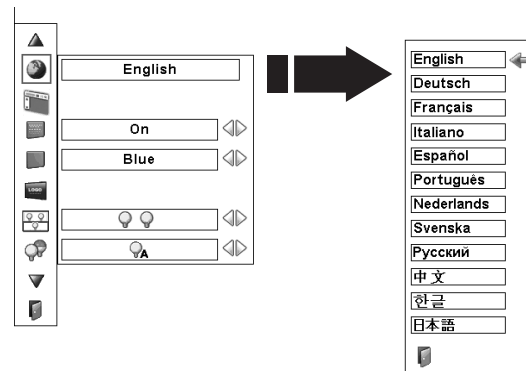 English
On
Blue
LOGO
A
English
Deutsch
Français
Italiano
Español
Português
Nederlands
Svenska
Русский
中文
한글
日本語